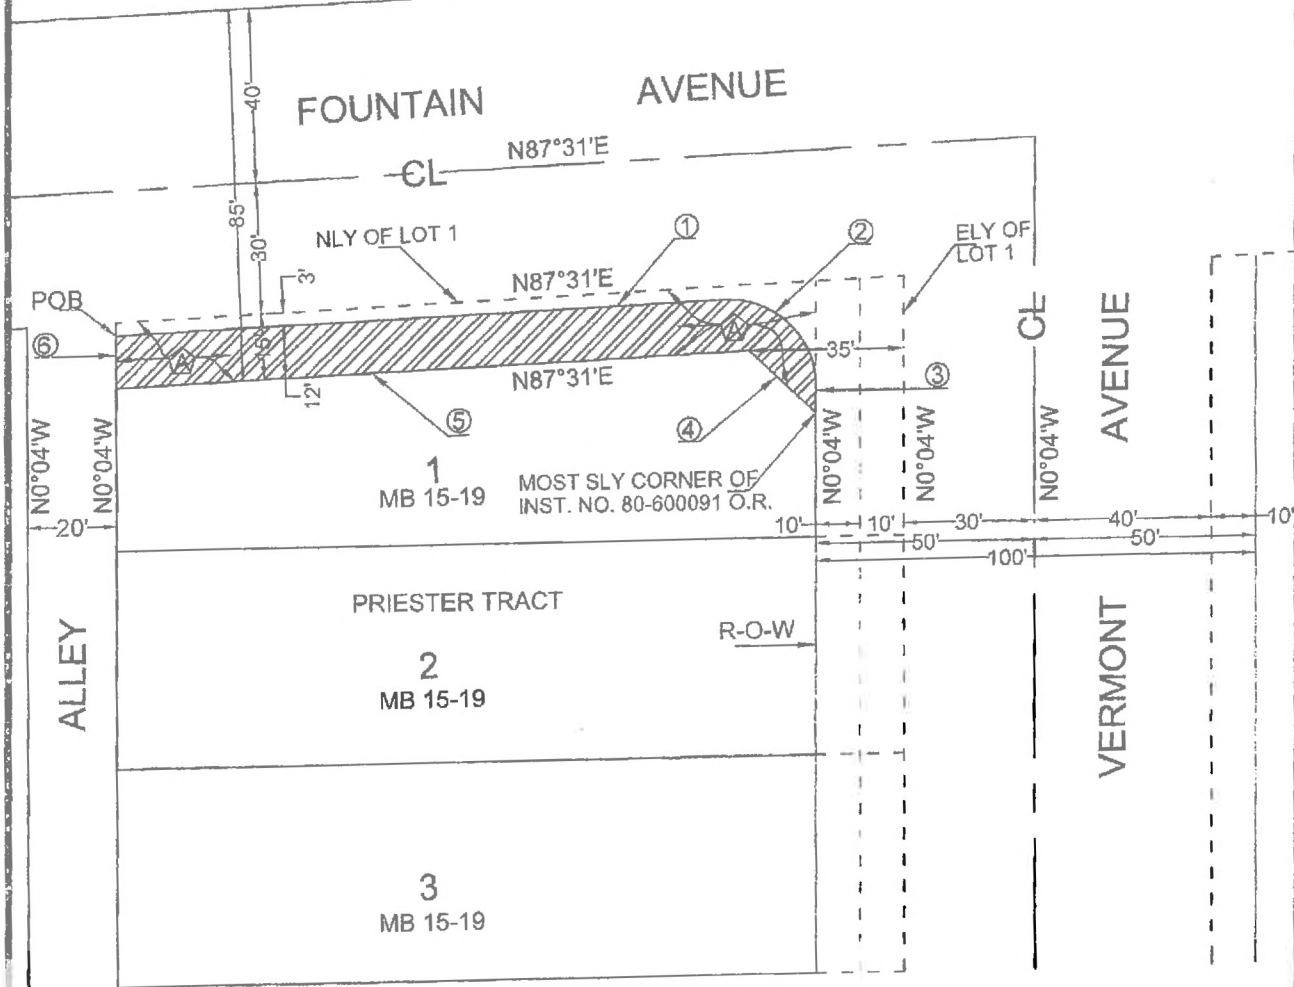 40'
FOUNTAIN AVENUE
N87°31'E
CL
85'
30'
NLY OF LOT 1
①
②
ELY OF
LOT 1
3'
N87°31'E
POB
CL
⑥
A
15'
A
35'
12'
N87°31'E
③
AVENUE
⑤
④
N0°04'W
N0°04'W
1
MB 15-19
MOST SLY CORNER OF
INST. NO. 80-600091 O.R.
N0°04'W
N0°04'W
N0°04'W
20'
10'
10'
30'
40'
10'
50'
50'
100'
PRIESTER TRACT
R-O-W
ALLEY
2
MB 15-19
VERMONT
3
MB 15-19